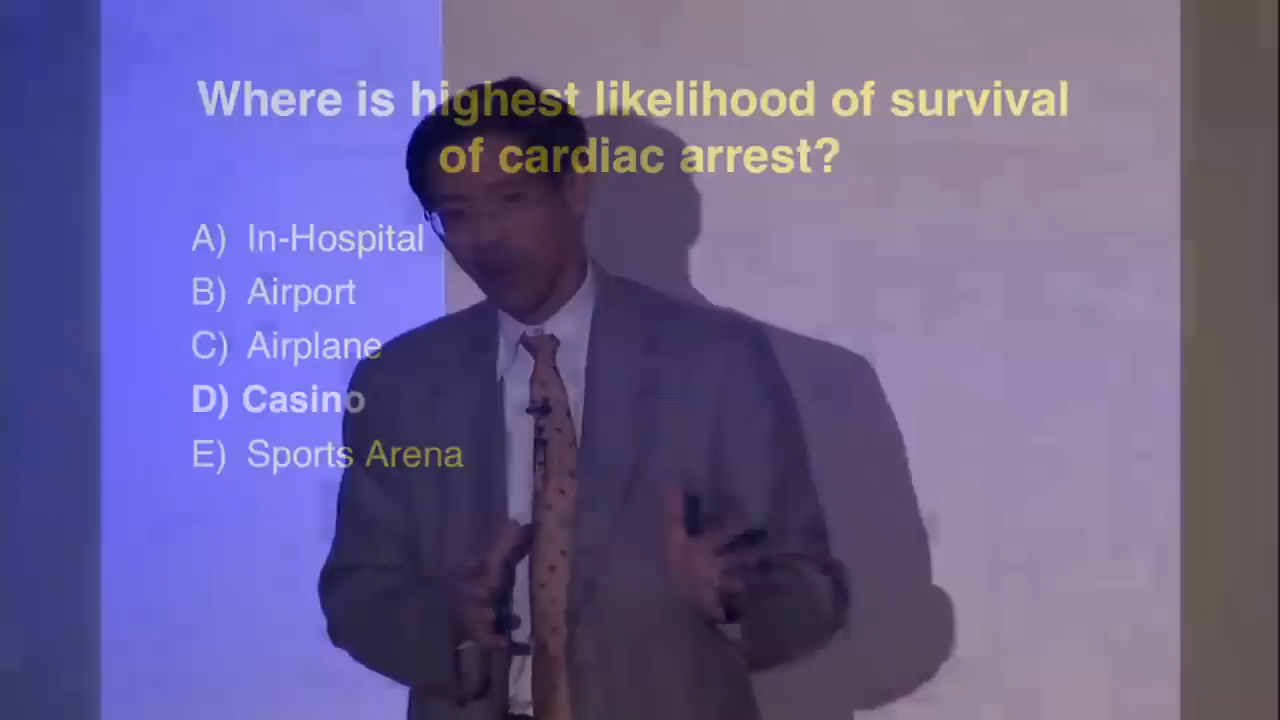 Where is highest likelihood of survival
of cardiac arrest?
A) In-Hospital
B) Airport
C) Airplane
D) Casino
E) Sports Arena